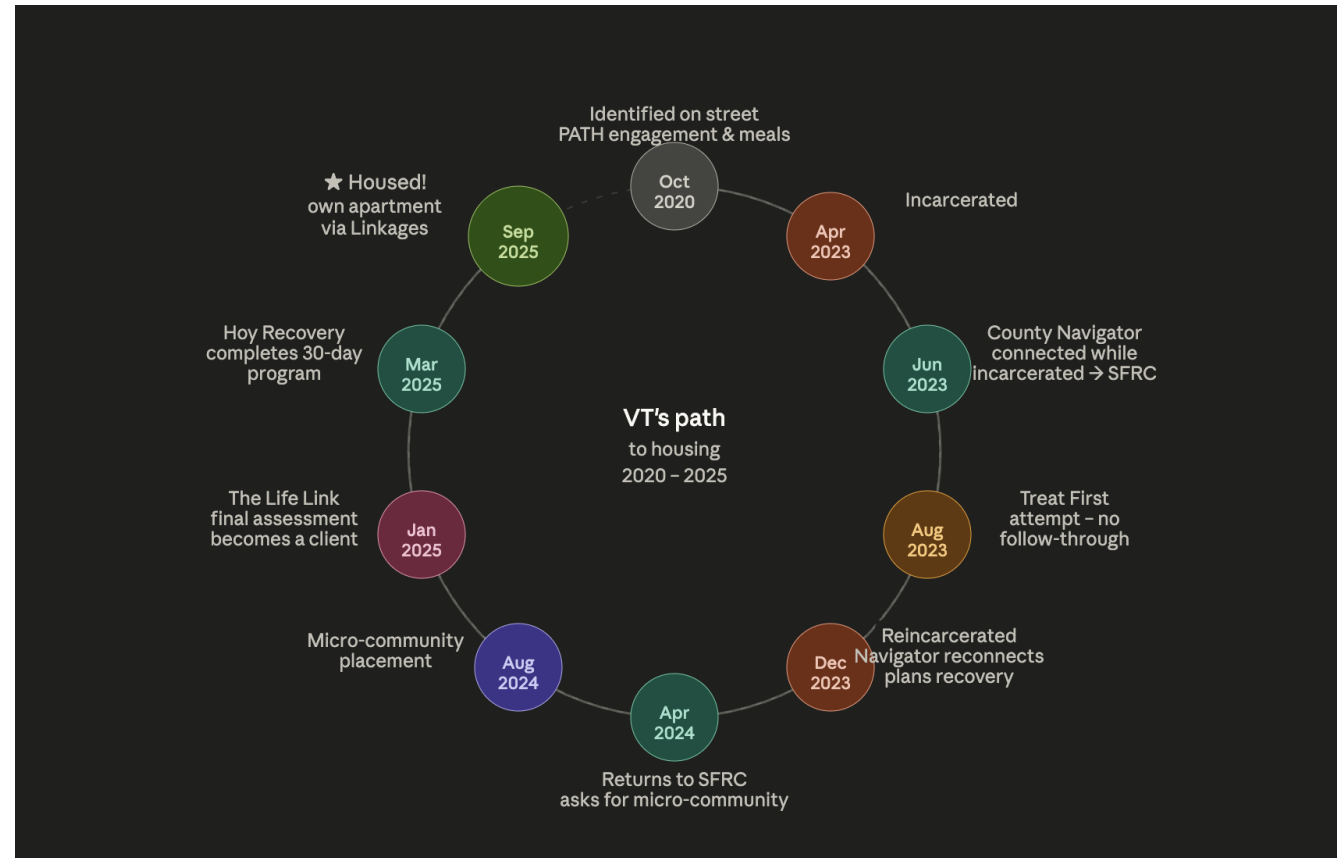 Identified on street
PATH engagement & meals
Oct
2020
Apr
2023
Incarcerated
Jun
2023
County Navigator
connected while
incarcerated → SFRC
Aug
2023
Treat First
attempt – no
follow-through
Dec
2023
Reincarcerated
Navigator reconnects
plans recovery
Apr
2024
Returns to SFRC
asks for micro-community
Aug
2024
Micro-community
placement
Jan
2025
The Life Link
final assessment
becomes a client
Mar
2025
Hoy Recovery
completes 30-day
program
Sep
2025
★ Housed!
own apartment
via Linkages
VT's path
to housing
2020 – 2025